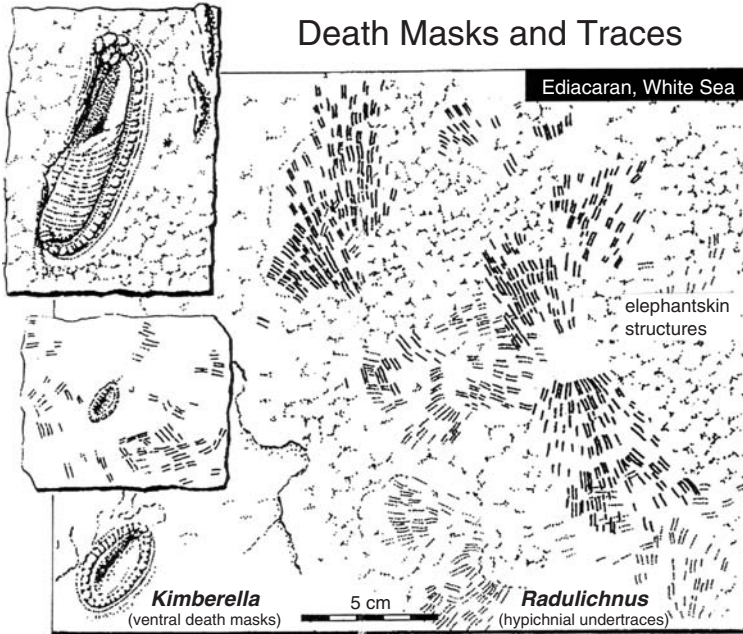 Death Masks and Traces
Ediacaran, White Sea
elephantskin
structures
Kimberella
(ventral death masks)
5 cm
Radulichnus
(hypichnial undertraces)